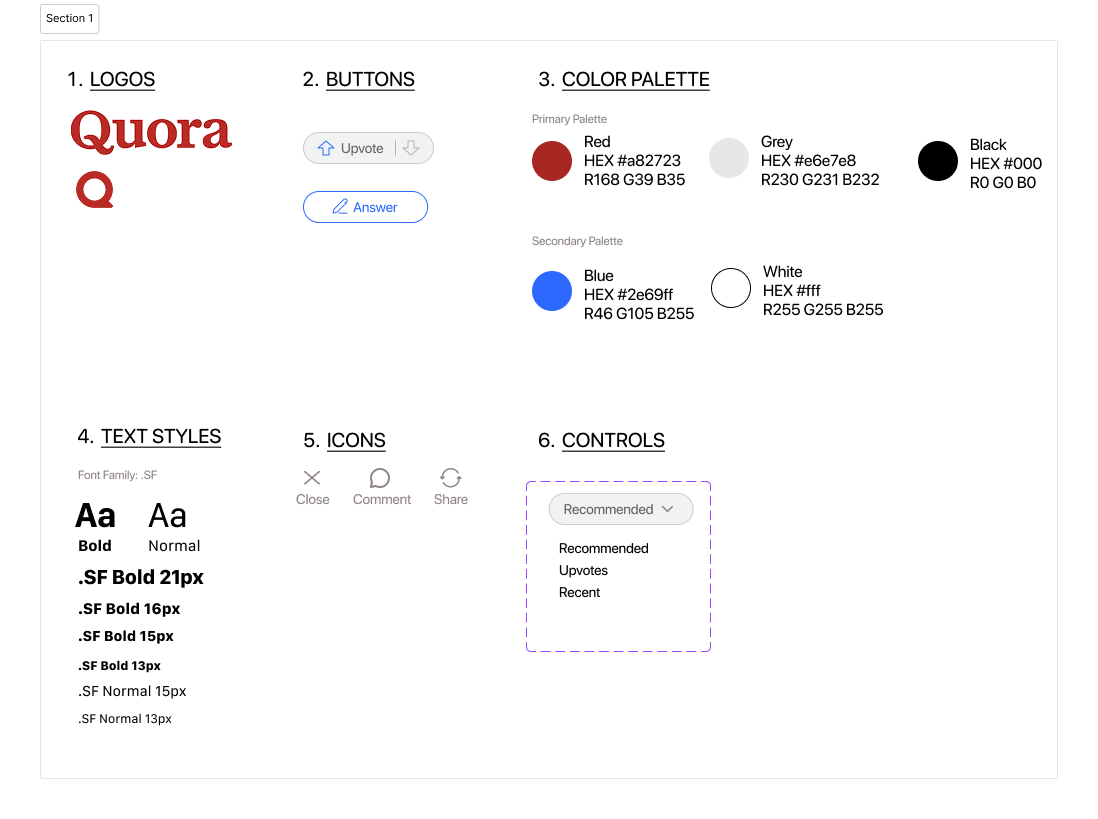 Section 1
1. LOGOS
Quora
Q
2. BUTTONS
Upvote
Answer
3. COLOR PALETTE
Primary Palette
Red
HEX #a82723
R168 G39 B35
Grey
HEX #e6e7e8
R230 G231 B232
Black
HEX #000
R0 G0 B0
Secondary Palette
Blue
HEX #2e69ff
R46 G105 B255
White
HEX #fff
R255 G255 B255
4. TEXT STYLES
Font Family: .SF
Aa Aa
Bold Normal
.SF Bold 21px
.SF Bold 16px
.SF Bold 15px
.SF Bold 13px
.SF Normal 15px
.SF Normal 13px
5. ICONS
Close Comment Share
6. CONTROLS
Recommended
Recommended
Upvotes
Recent